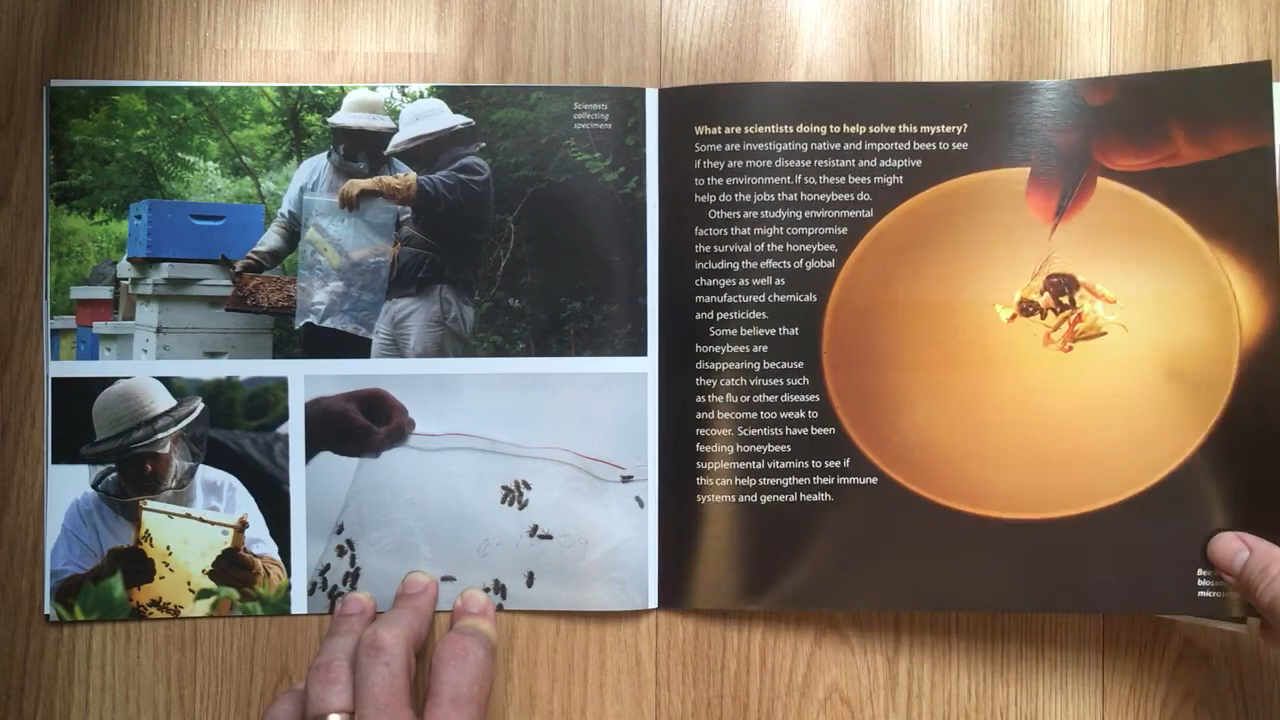 Scientists
collecting
specimens
What are scientists doing to help solve this mystery?
Some are investigating native and imported bees to see
if they are more disease resistant and adaptive
to the environment. If so, these bees might
help do the jobs that honeybees do.
Others are studying environmental
factors that might compromise
the survival of the honeybee,
including the effects of global
changes as well as
manufactured chemicals
and pesticides.
Some believe that
honeybees are
disappearing because
they catch viruses such
as the flu or other diseases
and become too weak to
recover. Scientists have been
feeding honeybees
supplemental vitamins to see if
this can help strengthen their immune
systems and general health.
Bee